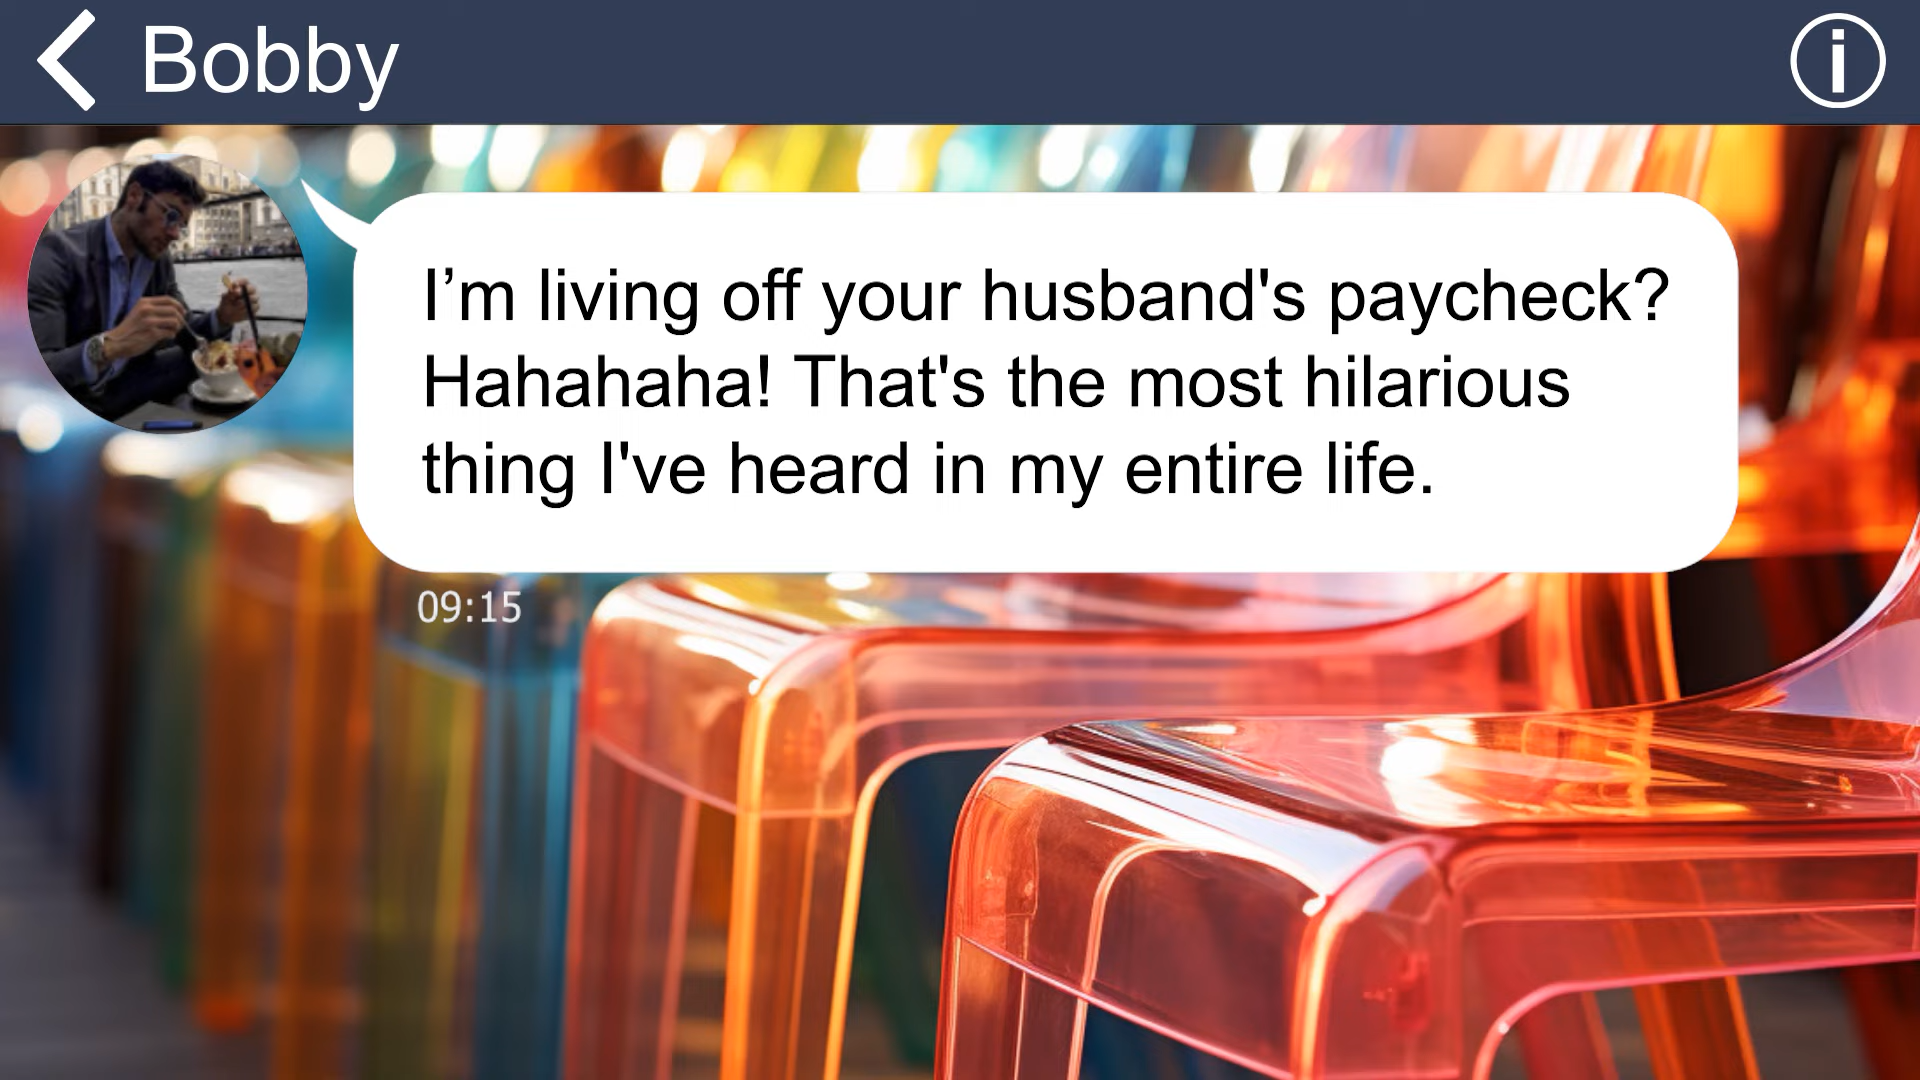 Bobby
I’m living off your husband's paycheck?
Hahahaha! That's the most hilarious
thing I've heard in my entire life.
09:15